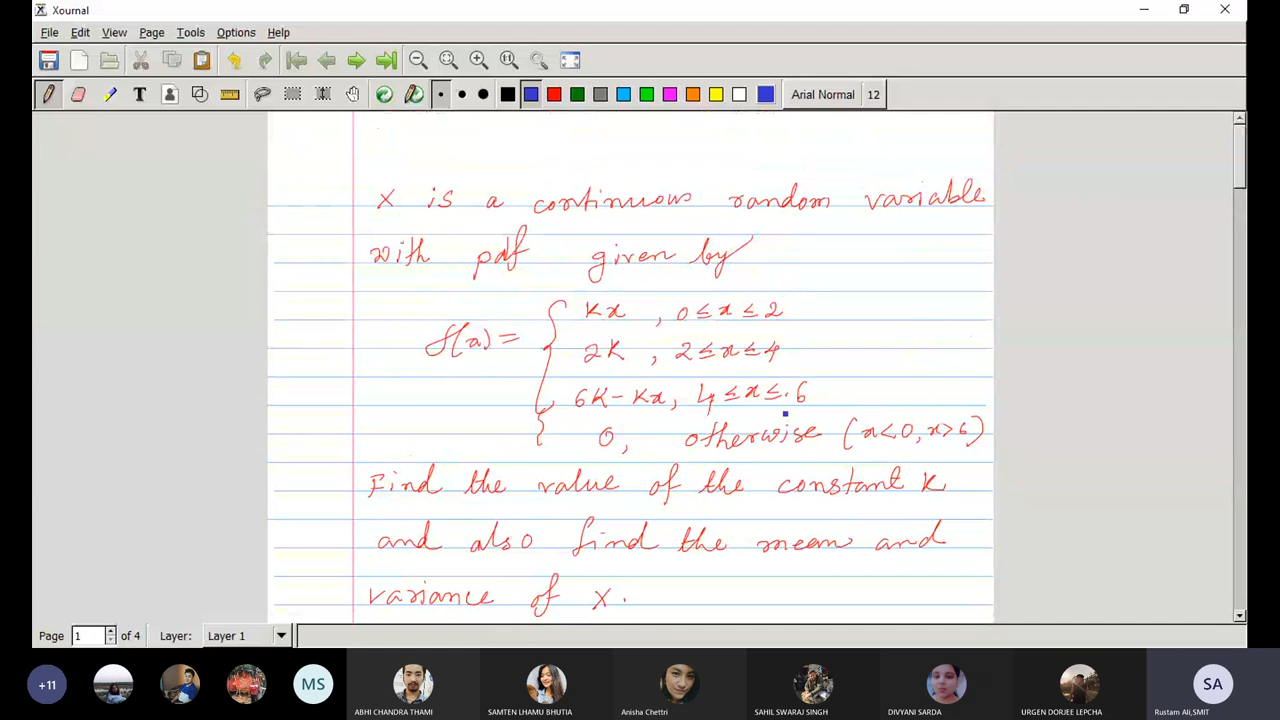 Xournal
File Edit View Page Tools Options Help
Arial Normal 12
X is a continuous random variable
with pdf given by
f(x) = { kx , 0 ≤ x ≤ 2
2k , 2 ≤ x ≤ 4
6k - kx, 4 ≤ x ≤ 6
0, otherwise (x<0, x>6)
Find the value of the constant k
and also find the mean and
variance of X.
Page 1 of 4 Layer: Layer 1
+11 MS SA
ABHI CHANDRA THAMI SAMTEN LHAMU BHUTIA Anisha Chettri SAHIL SWARAJ SINGH DIVYANI SARDA URGEN DORJEE LEPCHA Rustam Ali,SMIT